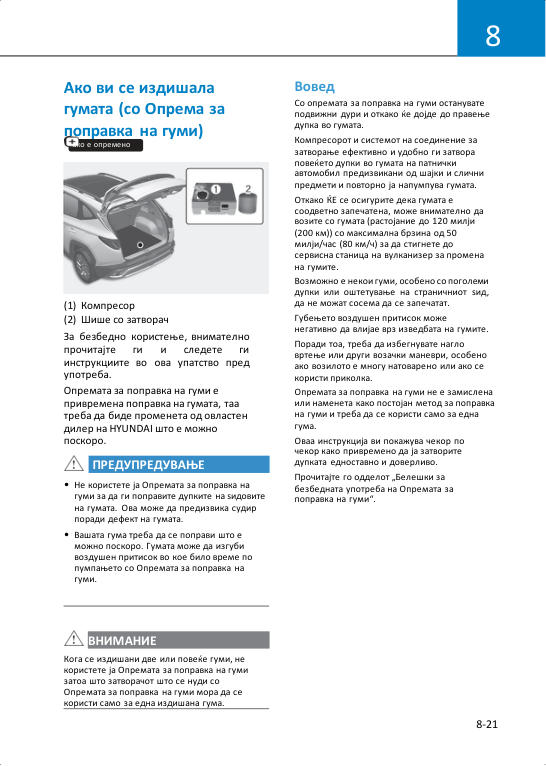 8
Ако ви се издишала
гумата (со Опрема за
поправка на гуми)
ко е опремено
1
2
(1) Компресор
(2) Шише со затворач
За безбедно користење, внимателно
прочитајте ги и следете ги
инструкциите во ова упатство пред
употреба.
Опремата за поправка на гуми е
привремена поправка на гумата, таа
треба да биде променета од овластен
дилер на HYUNDAI што е можно
поскоро.
ПРЕДУПРЕДУВАЊЕ
• Не користете ја Опремата за поправка на
гуми за да ги поправите дупките на ѕидовите
на гумата. Ова може да предизвика судир
поради дефект на гумата.
• Вашата гума треба да се поправи што е
можно поскоро. Гумата може да изгуби
воздушен притисок во кое било време по
пумпањето со Опремата за поправка на
гуми.
ВНИМАНИЕ
Кога се издишани две или повеќе гуми, не
користете ја Опремата за поправка на гуми
затоа што затворачот што се нуди со
Опремата за поправка на гуми мора да се
користи само за една издишана гума.
Вовед
Со опремата за поправка на гуми останувате
подвижни дури и откако ќе дојде до правење
дупка во гумата.
Компресорот и системот на соединение за
затворање ефективно и удобно ги затвора
повеќето дупки во гумата на патнички
автомобил предизвикани од шајки и слични
предмети и повторно ја напумпува гумата.
Откако ЌЕ се осигурите дека гумата е
соодветно запечатена, може внимателно да
возите со гумата (растојание до 120 милји
(200 км)) со максимална брзина од 50
милји/час (80 км/ч) за да стигнете до
сервисна станица на вулканизер за промена
на гумите.
Возможно е некои гуми, особено со поголеми
дупки или оштетување на страничниот ѕид,
да не можат сосема да се запечатат.
Губењето воздушен притисок може
негативно да влијае врз изведбата на гумите.
Поради тоа, треба да избегнувате нагло
вртење или други возачки маневри, особено
ако возилото е многу натоварено или ако се
користи приколка.
Опремата за поправка на гуми не е замислена
или наменета како постојан метод за поправка
на гуми и треба да се користи само за една
гума.
Оваа инструкција ви покажува чекор по
чекор како привремено да ја затворите
дупката едноставно и доверливо.
Прочитајте го одделот „Белешки за
безбедната употреба на Опремата за
поправка на гуми“.
8-21